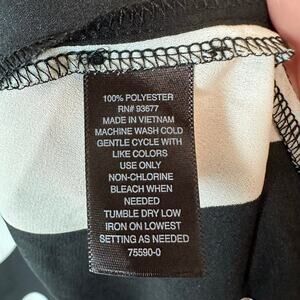 100% POLYESTER
RN# 93677
MADE IN VIETNAM
MACHINE WASH COLD
GENTLE CYCLE WITH
LIKE COLORS
USE ONLY
NON-CHLORINE
BLEACH WHEN
NEEDED
TUMBLE DRY LOW
IRON ON LOWEST
SETTING AS NEEDED
75590-0